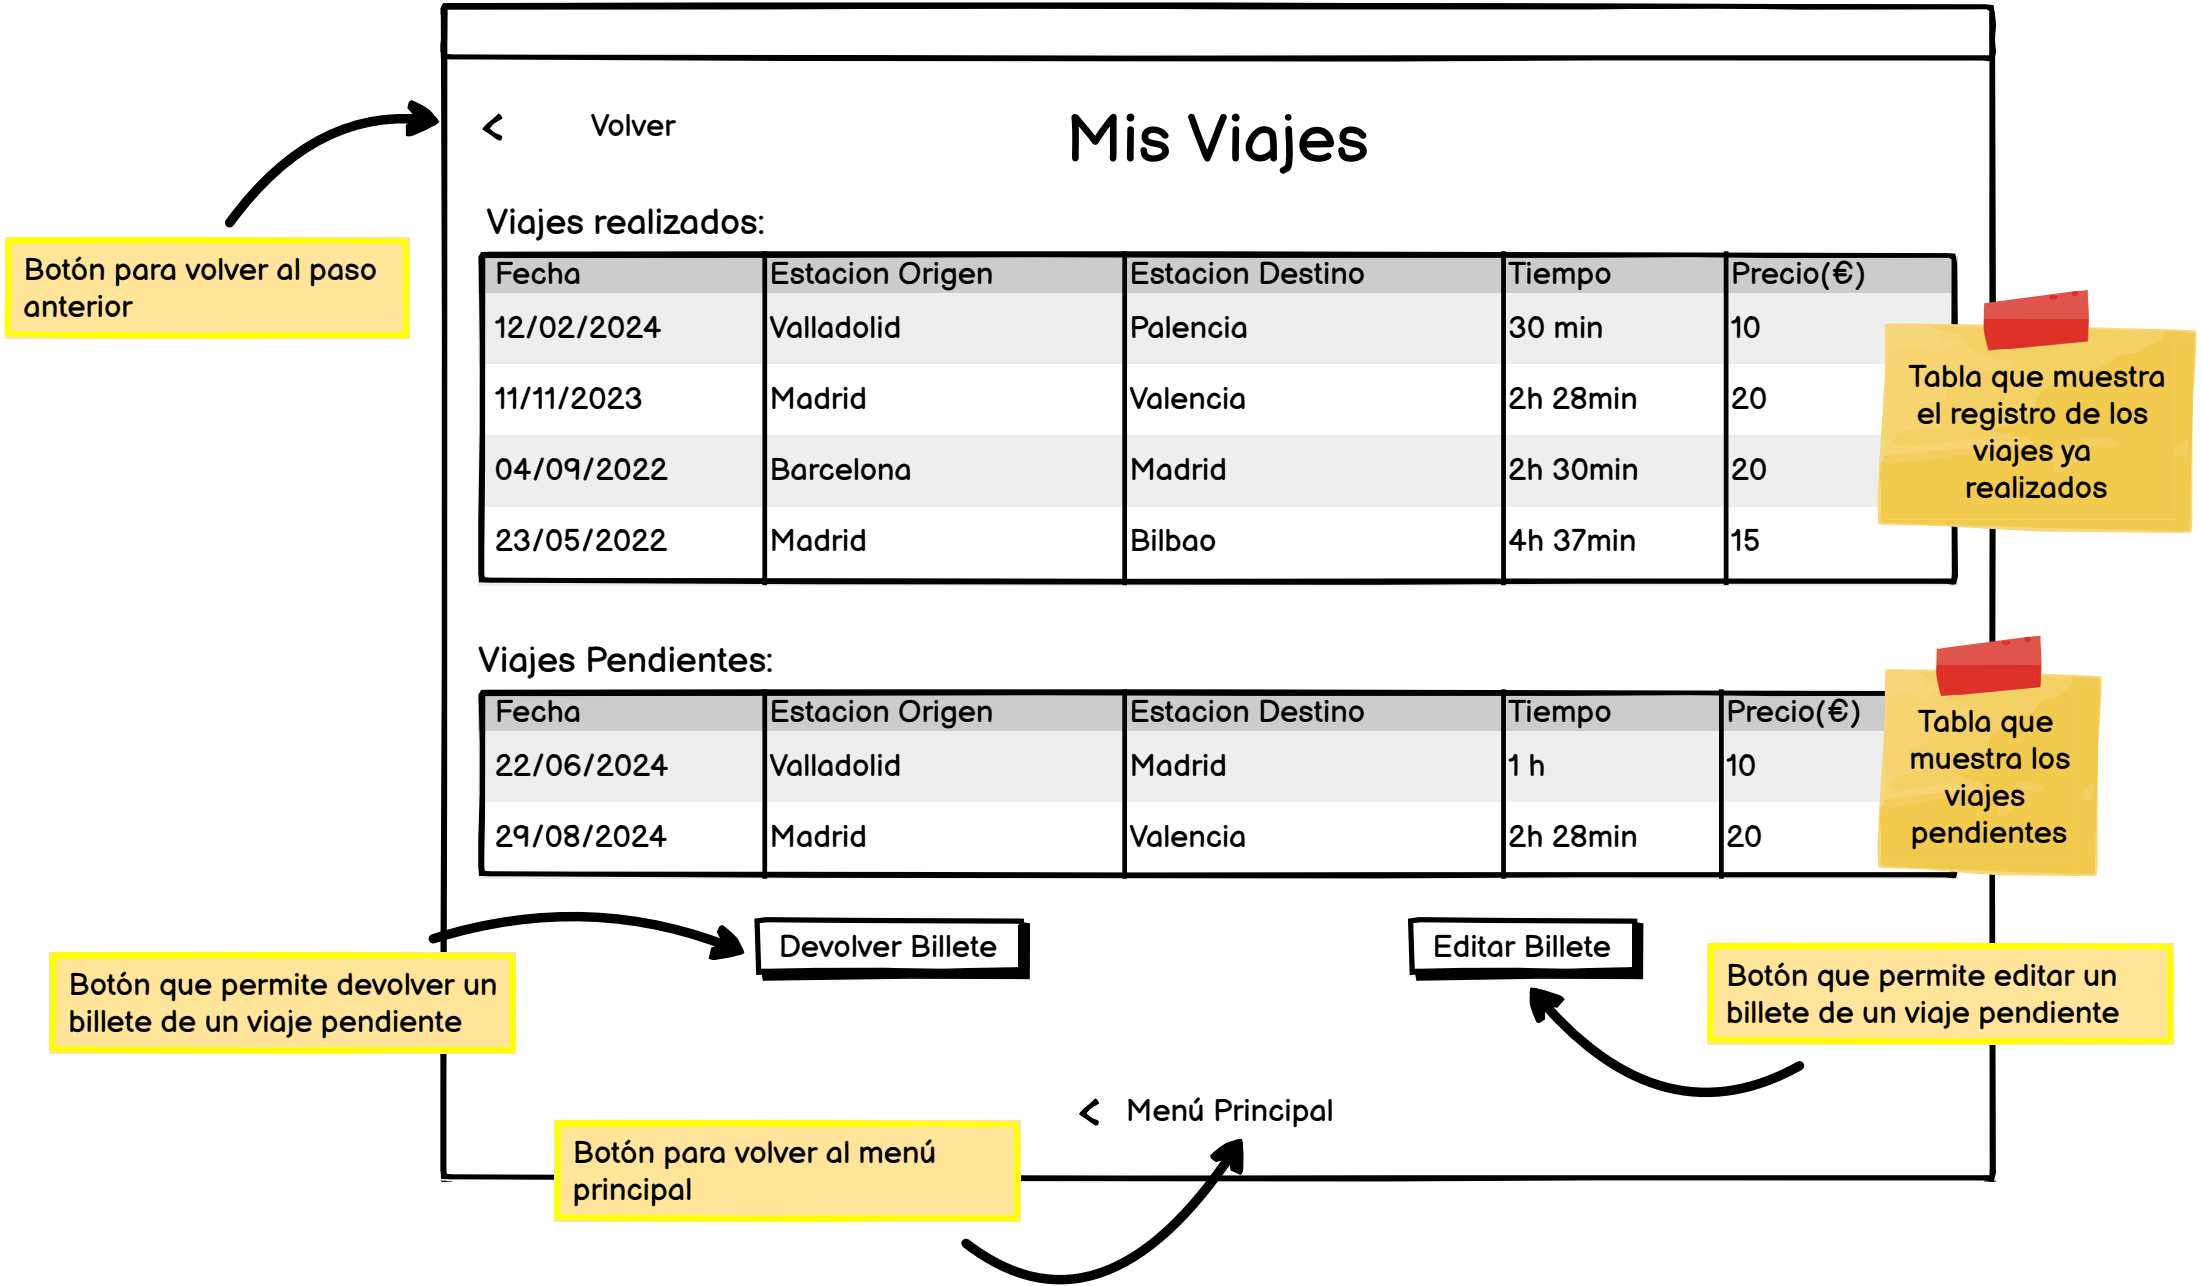 Volver
Mis Viajes
Botón para volver al paso
anterior
Viajes realizados:
Fecha Estacion Origen Estacion Destino Tiempo Precio(€)
12/02/2024 Valladolid Palencia 30 min 10
11/11/2023 Madrid Valencia 2h 28min 20
04/09/2022 Barcelona Madrid 2h 30min 20
23/05/2022 Madrid Bilbao 4h 37min 15
Tabla que muestra
el registro de los
viajes ya
realizados
Viajes Pendientes:
Fecha Estacion Origen Estacion Destino Tiempo Precio(€)
22/06/2024 Valladolid Madrid 1 h 10
29/08/2024 Madrid Valencia 2h 28min 20
Tabla que
muestra los
viajes
pendientes
Devolver Billete
Editar Billete
Botón que permite devolver un
billete de un viaje pendiente
Botón que permite editar un
billete de un viaje pendiente
Menú Principal
Botón para volver al menú
principal